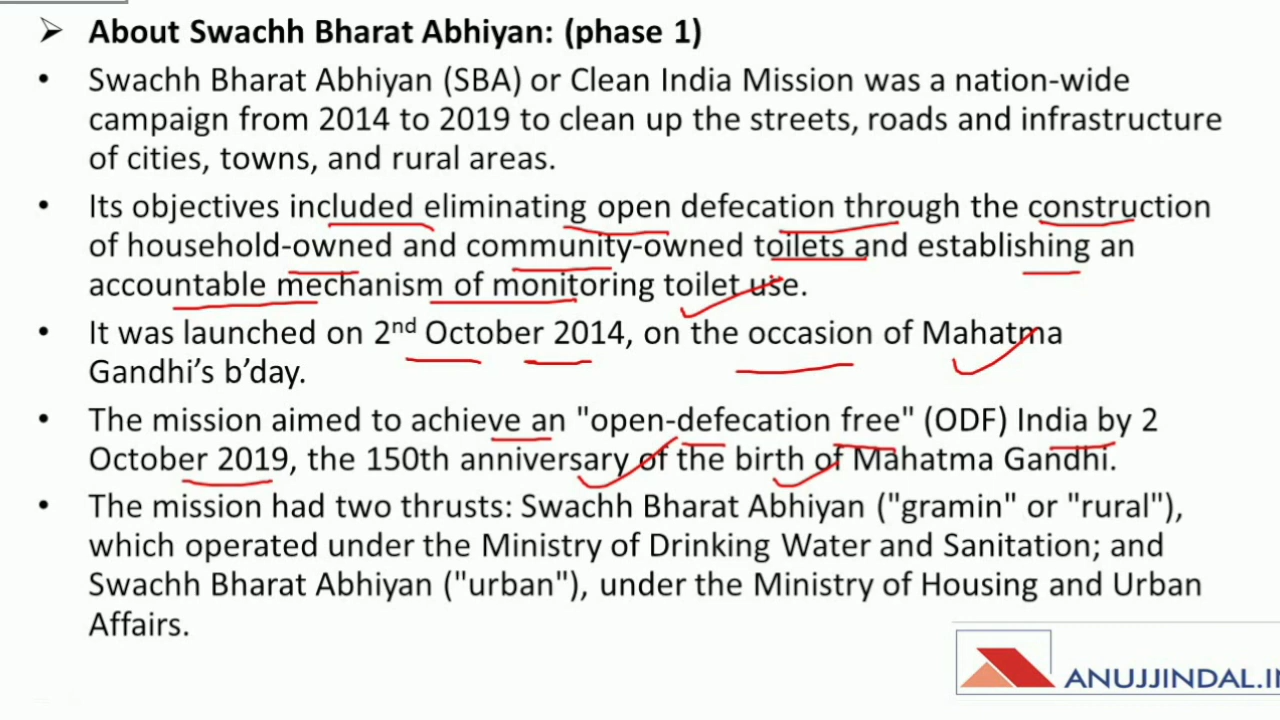 ➤ About Swachh Bharat Abhiyan: (phase 1)
• Swachh Bharat Abhiyan (SBA) or Clean India Mission was a nation-wide
campaign from 2014 to 2019 to clean up the streets, roads and infrastructure
of cities, towns, and rural areas.
• Its objectives included eliminating open defecation through the construction
of household-owned and community-owned toilets and establishing an
accountable mechanism of monitoring toilet use.
• It was launched on 2nd October 2014, on the occasion of Mahatma
Gandhi's b'day.
• The mission aimed to achieve an "open-defecation free" (ODF) India by 2
October 2019, the 150th anniversary of the birth of Mahatma Gandhi.
• The mission had two thrusts: Swachh Bharat Abhiyan ("gramin" or "rural"),
which operated under the Ministry of Drinking Water and Sanitation; and
Swachh Bharat Abhiyan ("urban"), under the Ministry of Housing and Urban
Affairs.
ANUJJINDAL.IN